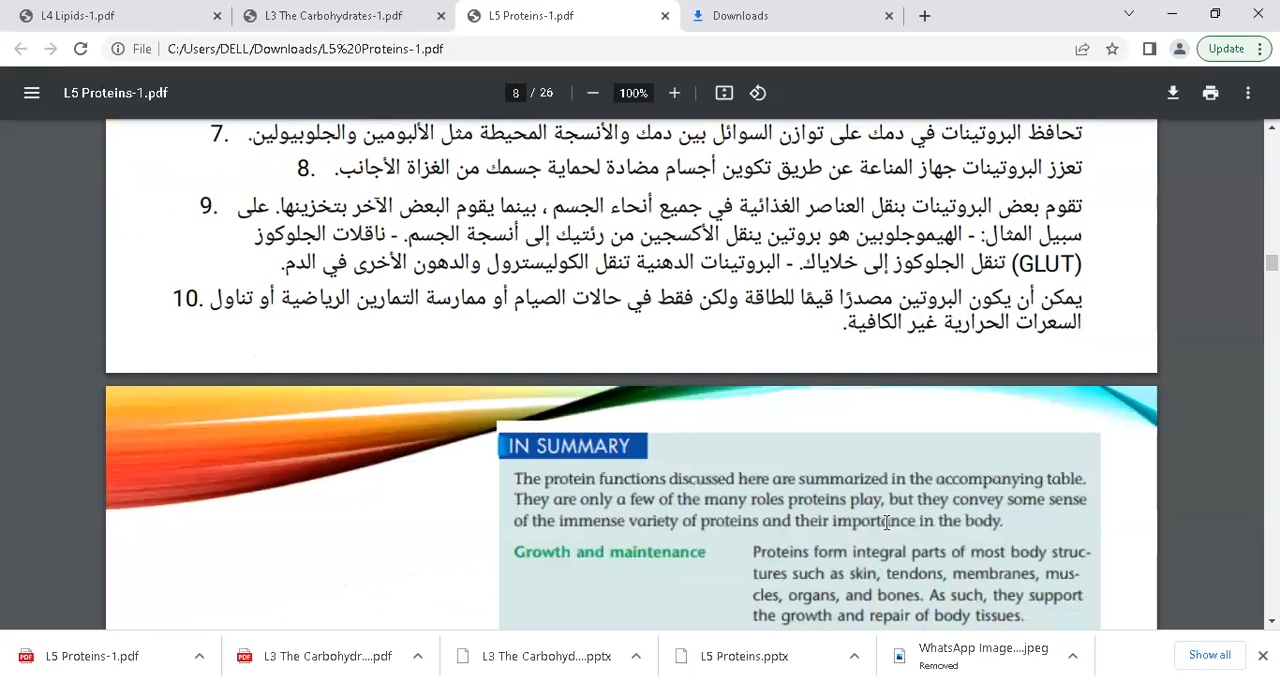 L4 Lipids-1.pdf
L3 The Carbohydrates-1.pdf
L5 Proteins-1.pdf
Downloads
File
C:/Users/DELL/Downloads/L5%20Proteins-1.pdf
Update
L5 Proteins-1.pdf
8 / 26
100%
7. تحافظ البروتينات في دمك على توازن السوائل بين دمك والأنسجة المحيطة مثل الألبومين والجلوبيولين.
8. تعزز البروتينات جهاز المناعة عن طريق تكوين أجسام مضادة لحماية جسمك من الغزاة الأجانب.
9. تقوم بعض البروتينات بنقل العناصر الغذائية في جميع أنحاء الجسم ، بينما يقوم البعض الآخر بتخزينها. على
سبيل المثال: - الهيموجلوبين هو بروتين ينقل الأكسجين من رئتيك إلى أنسجة الجسم. - ناقلات الجلوكوز
(GLUT) تنقل الجلوكوز إلى خلاياك. - البروتينات الدهنية تنقل الكوليسترول والدهون الأخرى في الدم.
10. يمكن أن يكون البروتين مصدرًا قيمًا للطاقة ولكن فقط في حالات الصيام أو ممارسة التمارين الرياضية أو تناول
السعرات الحرارية غير الكافية.
IN SUMMARY
The protein functions discussed here are summarized in the accompanying table.
They are only a few of the many roles proteins play, but they convey some sense
of the immense variety of proteins and their importance in the body.
Growth and maintenance
Proteins form integral parts of most body struc-
tures such as skin, tendons, membranes, mus-
cles, organs, and bones. As such, they support
the growth and repair of body tissues.
L5 Proteins-1.pdf
L3 The Carbohydr....pdf
L3 The Carbohyd....pptx
L5 Proteins.pptx
WhatsApp Image....jpeg
Removed
Show all